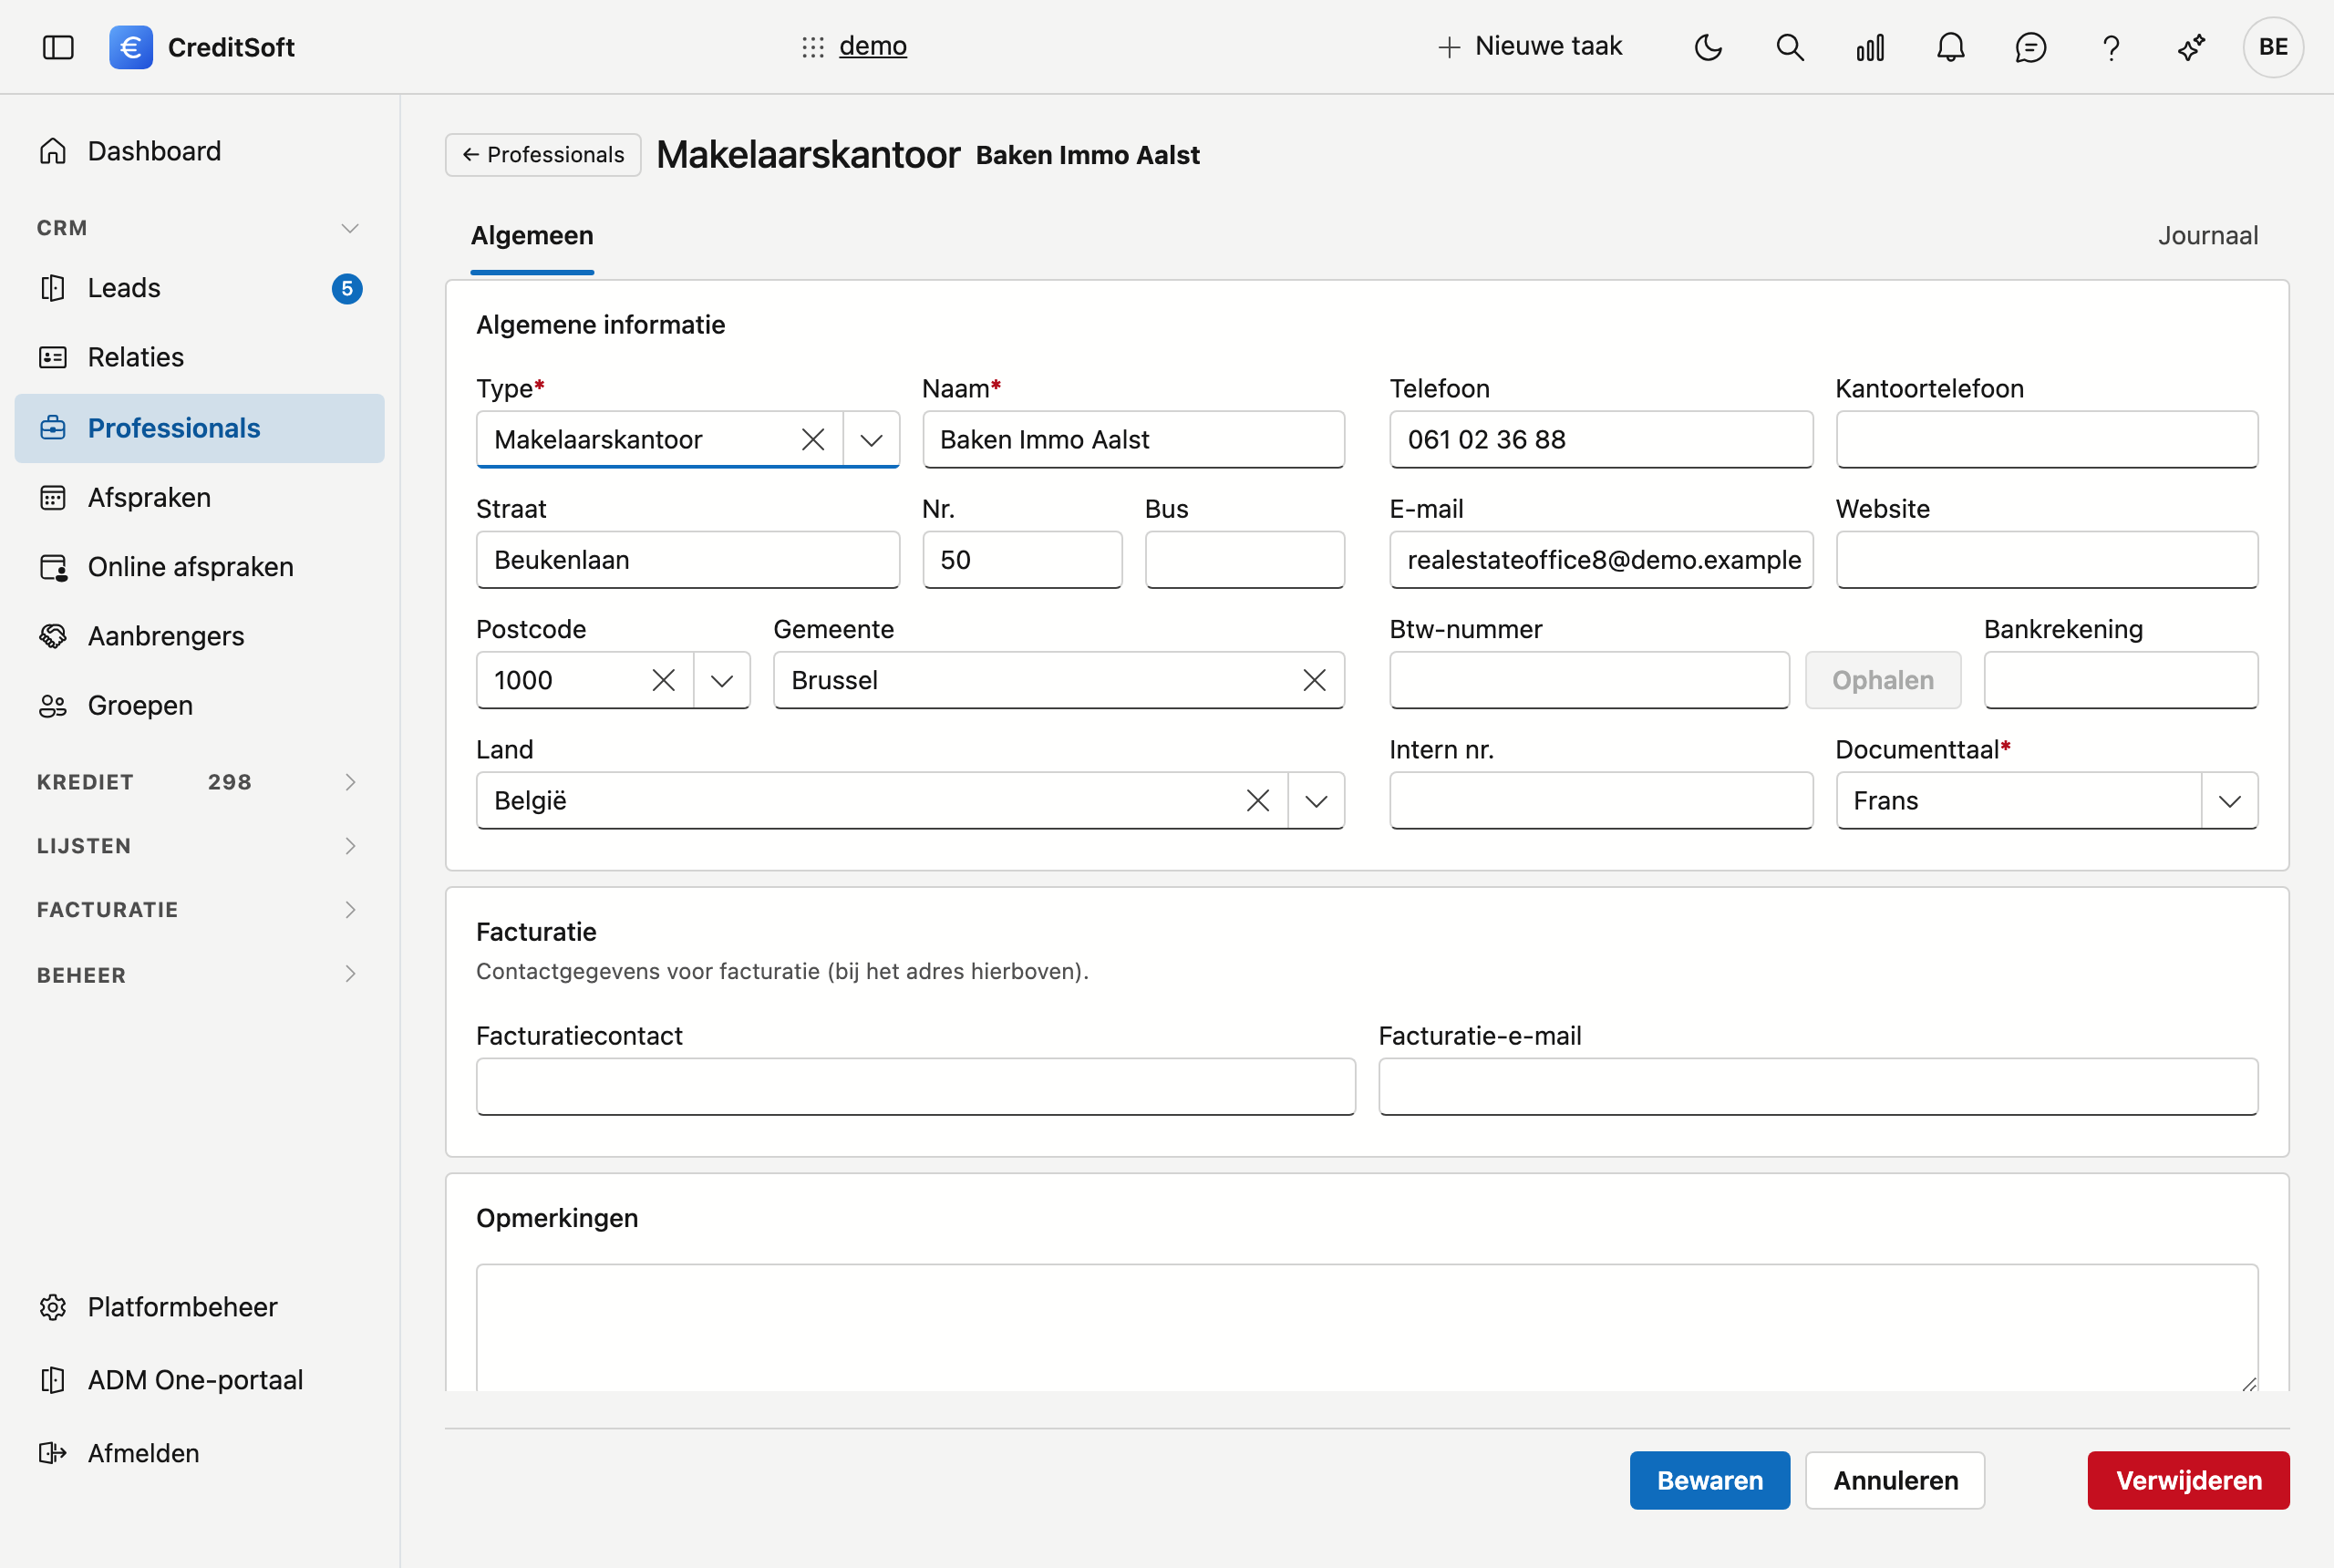 € CreditSoft
demo
Nieuwe taak
BE
Dashboard
CRM
Leads 5
Relaties
Professionals
Afspraken
Online afspraken
Aanbrengers
Groepen
KREDIET 298
LIJSTEN
FACTURATIE
BEHEER
Platformbeheer
ADM One-portaal
Afmelden
← Professionals Makelaarskantoor Baken Immo Aalst
Algemeen Journaal
Algemene informatie
Type* Naam* Telefoon Kantoortelefoon
Makelaarskantoor Baken Immo Aalst 061 02 36 88
Straat Nr. Bus E-mail Website
Beukenlaan 50 realestateoffice8@demo.example
Postcode Gemeente Btw-nummer Bankrekening
1000 Brussel Ophalen
Land Intern nr. Documenttaal*
België Frans
Facturatie
Contactgegevens voor facturatie (bij het adres hierboven).
Facturatiecontact Facturatie-e-mail
Opmerkingen
Bewaren Annuleren Verwijderen